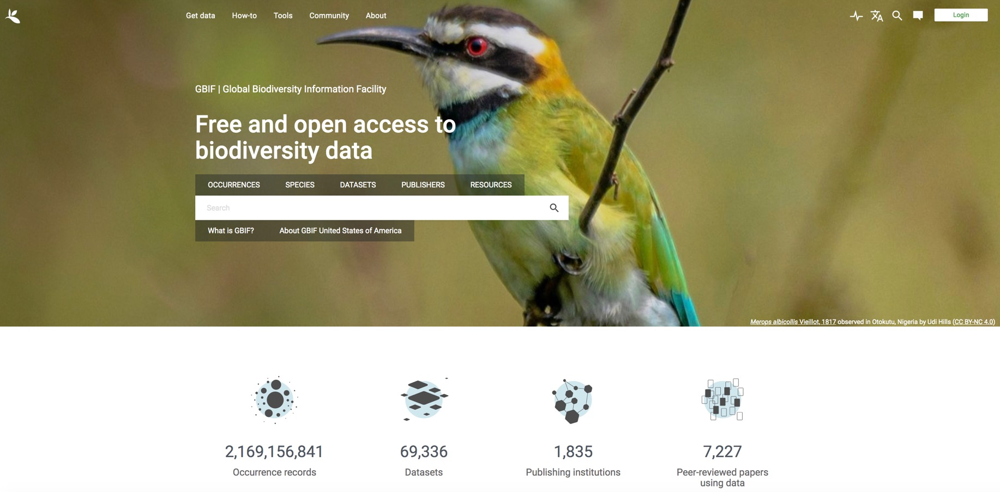 Get data
How-to
Tools
Community
About
Login
GBIF | Global Biodiversity Information Facility
Free and open access to
biodiversity data
OCCURRENCES
SPECIES
DATASETS
PUBLISHERS
RESOURCES
Search
What is GBIF?
About GBIF United States of America
Merops albicollis Vieillot, 1817 observed in Otokutu, Nigeria by Udi Hills (CC BY-NC 4.0)
2,169,156,841
Occurrence records
69,336
Datasets
1,835
Publishing institutions
7,227
Peer-reviewed papers
using data